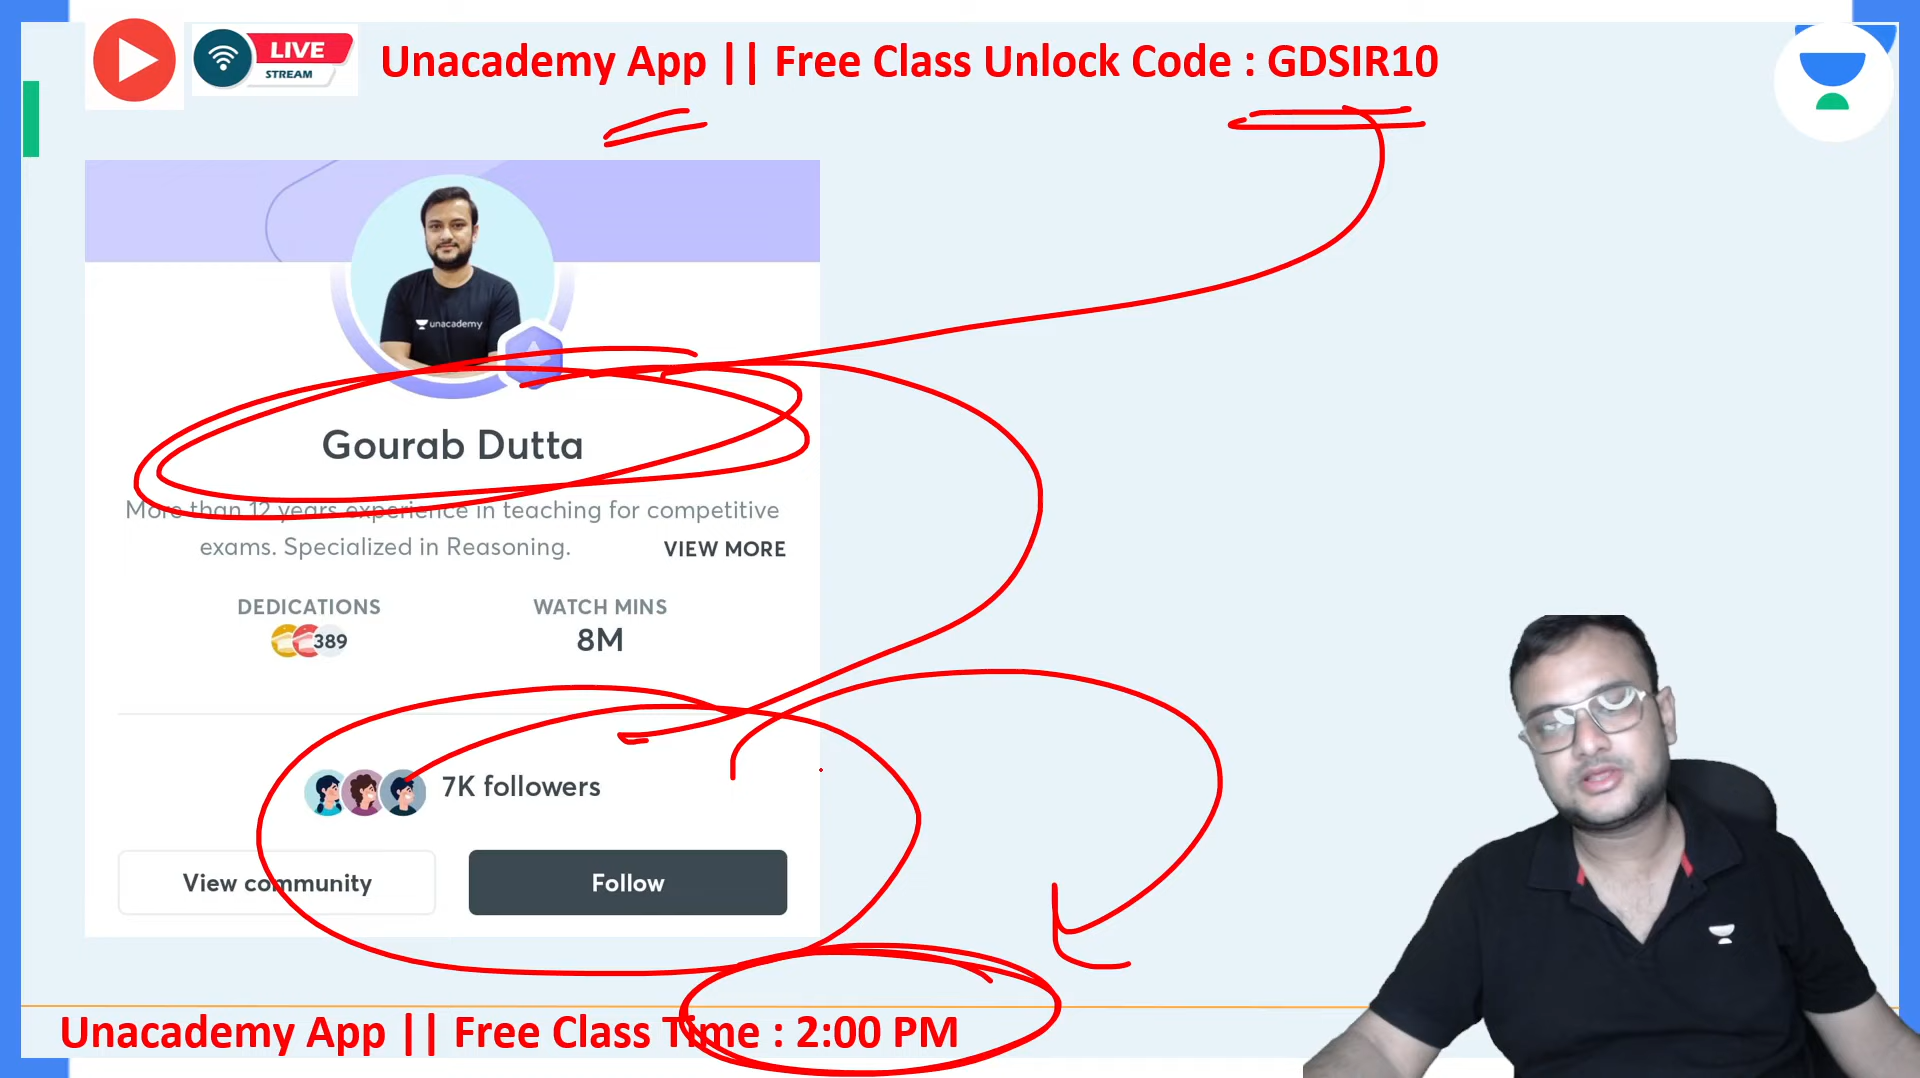 LIVE
STREAM
Unacademy App || Free Class Unlock Code : GDSIR10
unacademy
Gourab Dutta
More than 12 years experience in teaching for competitive
exams. Specialized in Reasoning. VIEW MORE
DEDICATIONS WATCH MINS
389 8M
7K followers
View community Follow
Unacademy App || Free Class Time : 2:00 PM